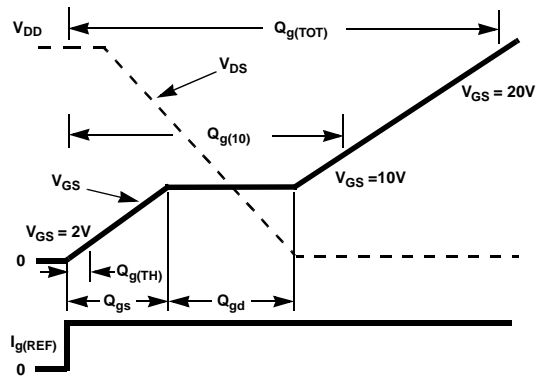 V_DD
Q_g(TOT)
V_DS
V_GS = 20V
Q_g(10)
V_GS
V_GS =10V
V_GS = 2V
0
Q_g(TH)
Q_gs
Q_gd
I_g(REF)
0